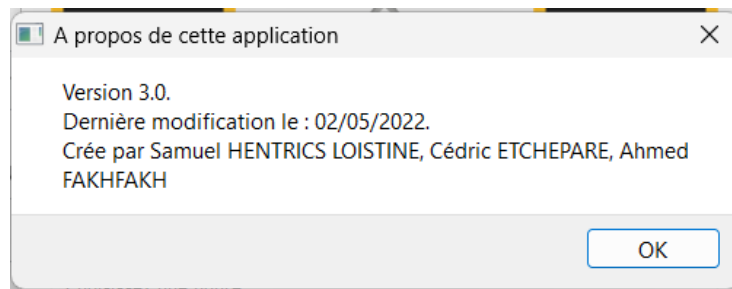 A propos de cette application
Version 3.0.
Dernière modification le : 02/05/2022.
Crée par Samuel HENTRICS LOISTINE, Cédric ETCHEPARE, Ahmed
FAKHFAKH
OK